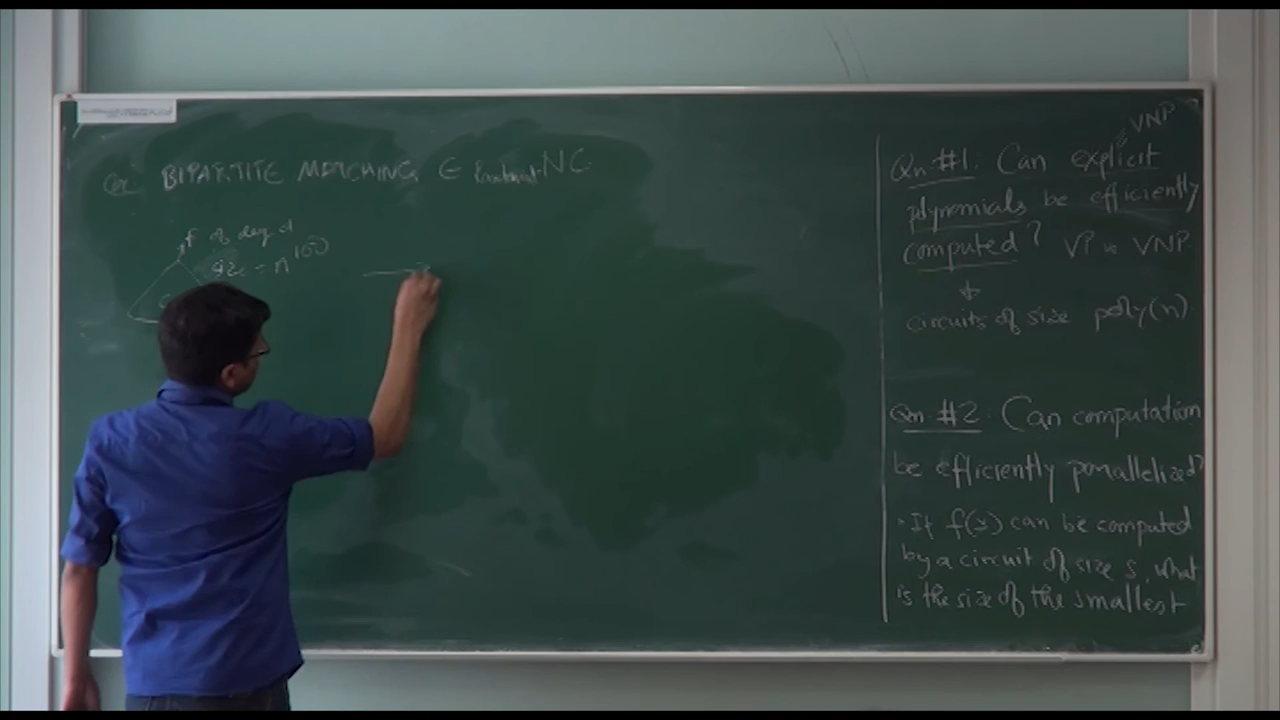 Cor BIPARTITE MATCHING ∈ Randomized-NC
f of deg d
size = n^100
C
Qn #1. Can explicit VNP
polynomials be efficiently
computed? VP vs VNP
circuits of size poly(n)
Qn #2. Can computation
be efficiently parallelized?
• If f(x) can be computed
by a circuit of size s, what
is the size of the smallest